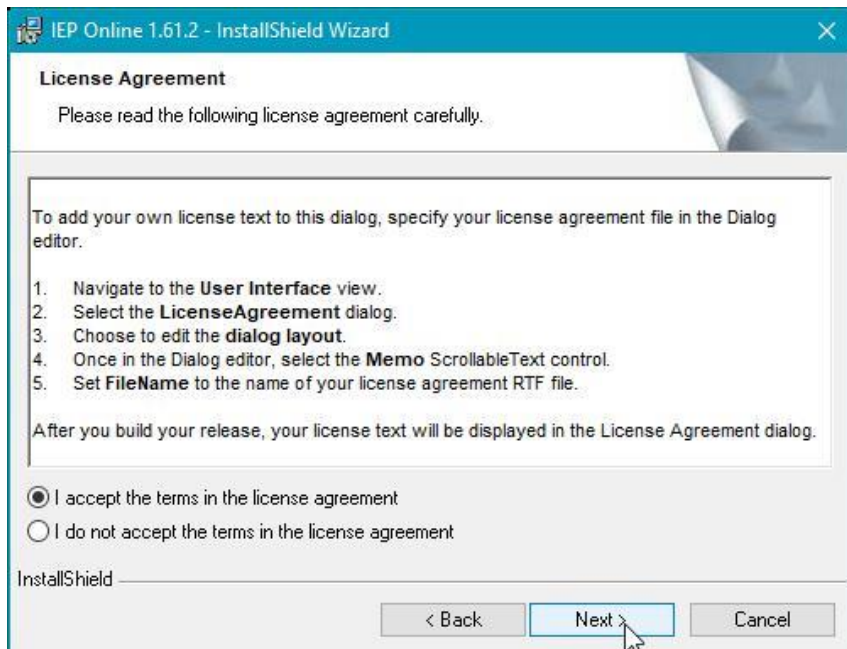 IEP Online 1.61.2 - InstallShield Wizard
License Agreement
Please read the following license agreement carefully.
To add your own license text to this dialog, specify your license agreement file in the Dialog
editor.
1. Navigate to the User Interface view.
2. Select the LicenseAgreement dialog.
3. Choose to edit the dialog layout.
4. Once in the Dialog editor, select the Memo ScrollableText control.
5. Set FileName to the name of your license agreement RTF file.
After you build your release, your license text will be displayed in the License Agreement dialog.
I accept the terms in the license agreement
I do not accept the terms in the license agreement
InstallShield
< Back Next > Cancel